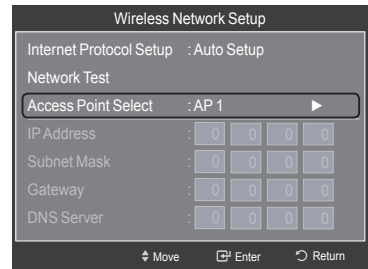 Wireless Network Setup
Internet Protocol Setup : Auto Setup
Network Test
Access Point Select : AP 1 ▶
IP Address : 0 0 0 0
Subnet Mask : 0 0 0 0
Gateway : 0 0 0 0
DNS Server : 0 0 0 0
Move Enter Return